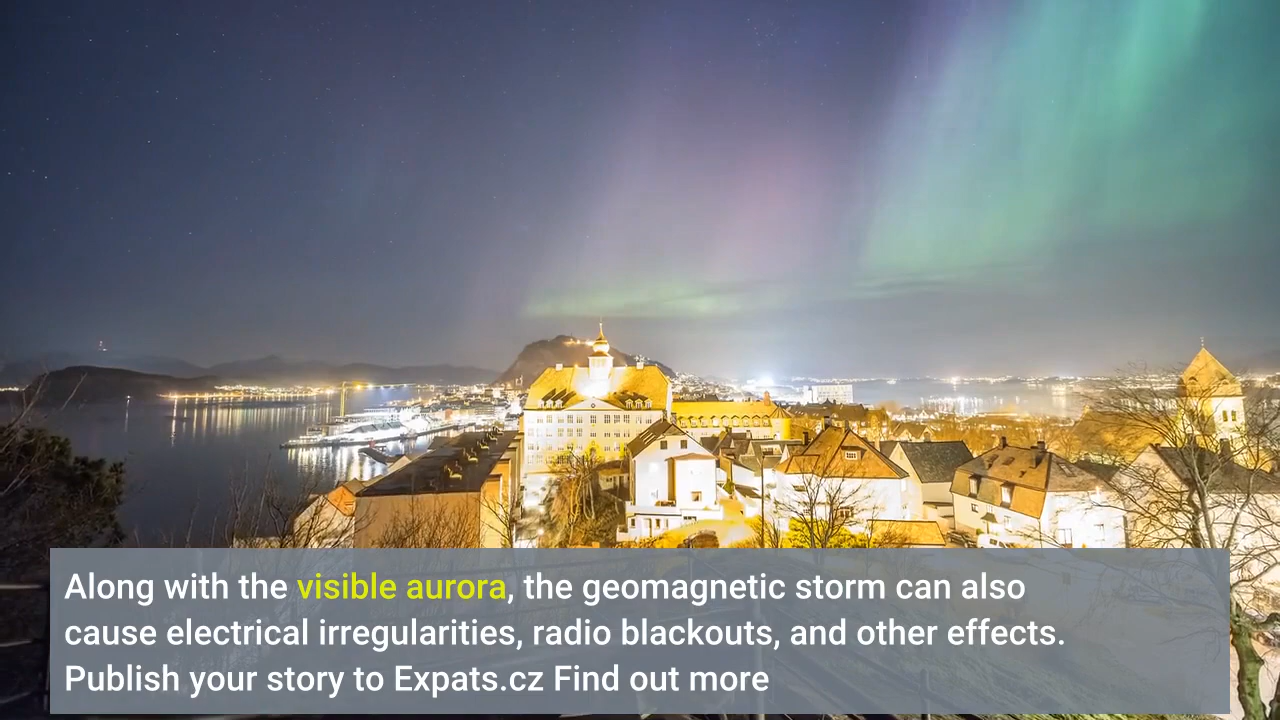 Along with the visible aurora, the geomagnetic storm can also
cause electrical irregularities, radio blackouts, and other effects.
Publish your story to Expats.cz Find out more